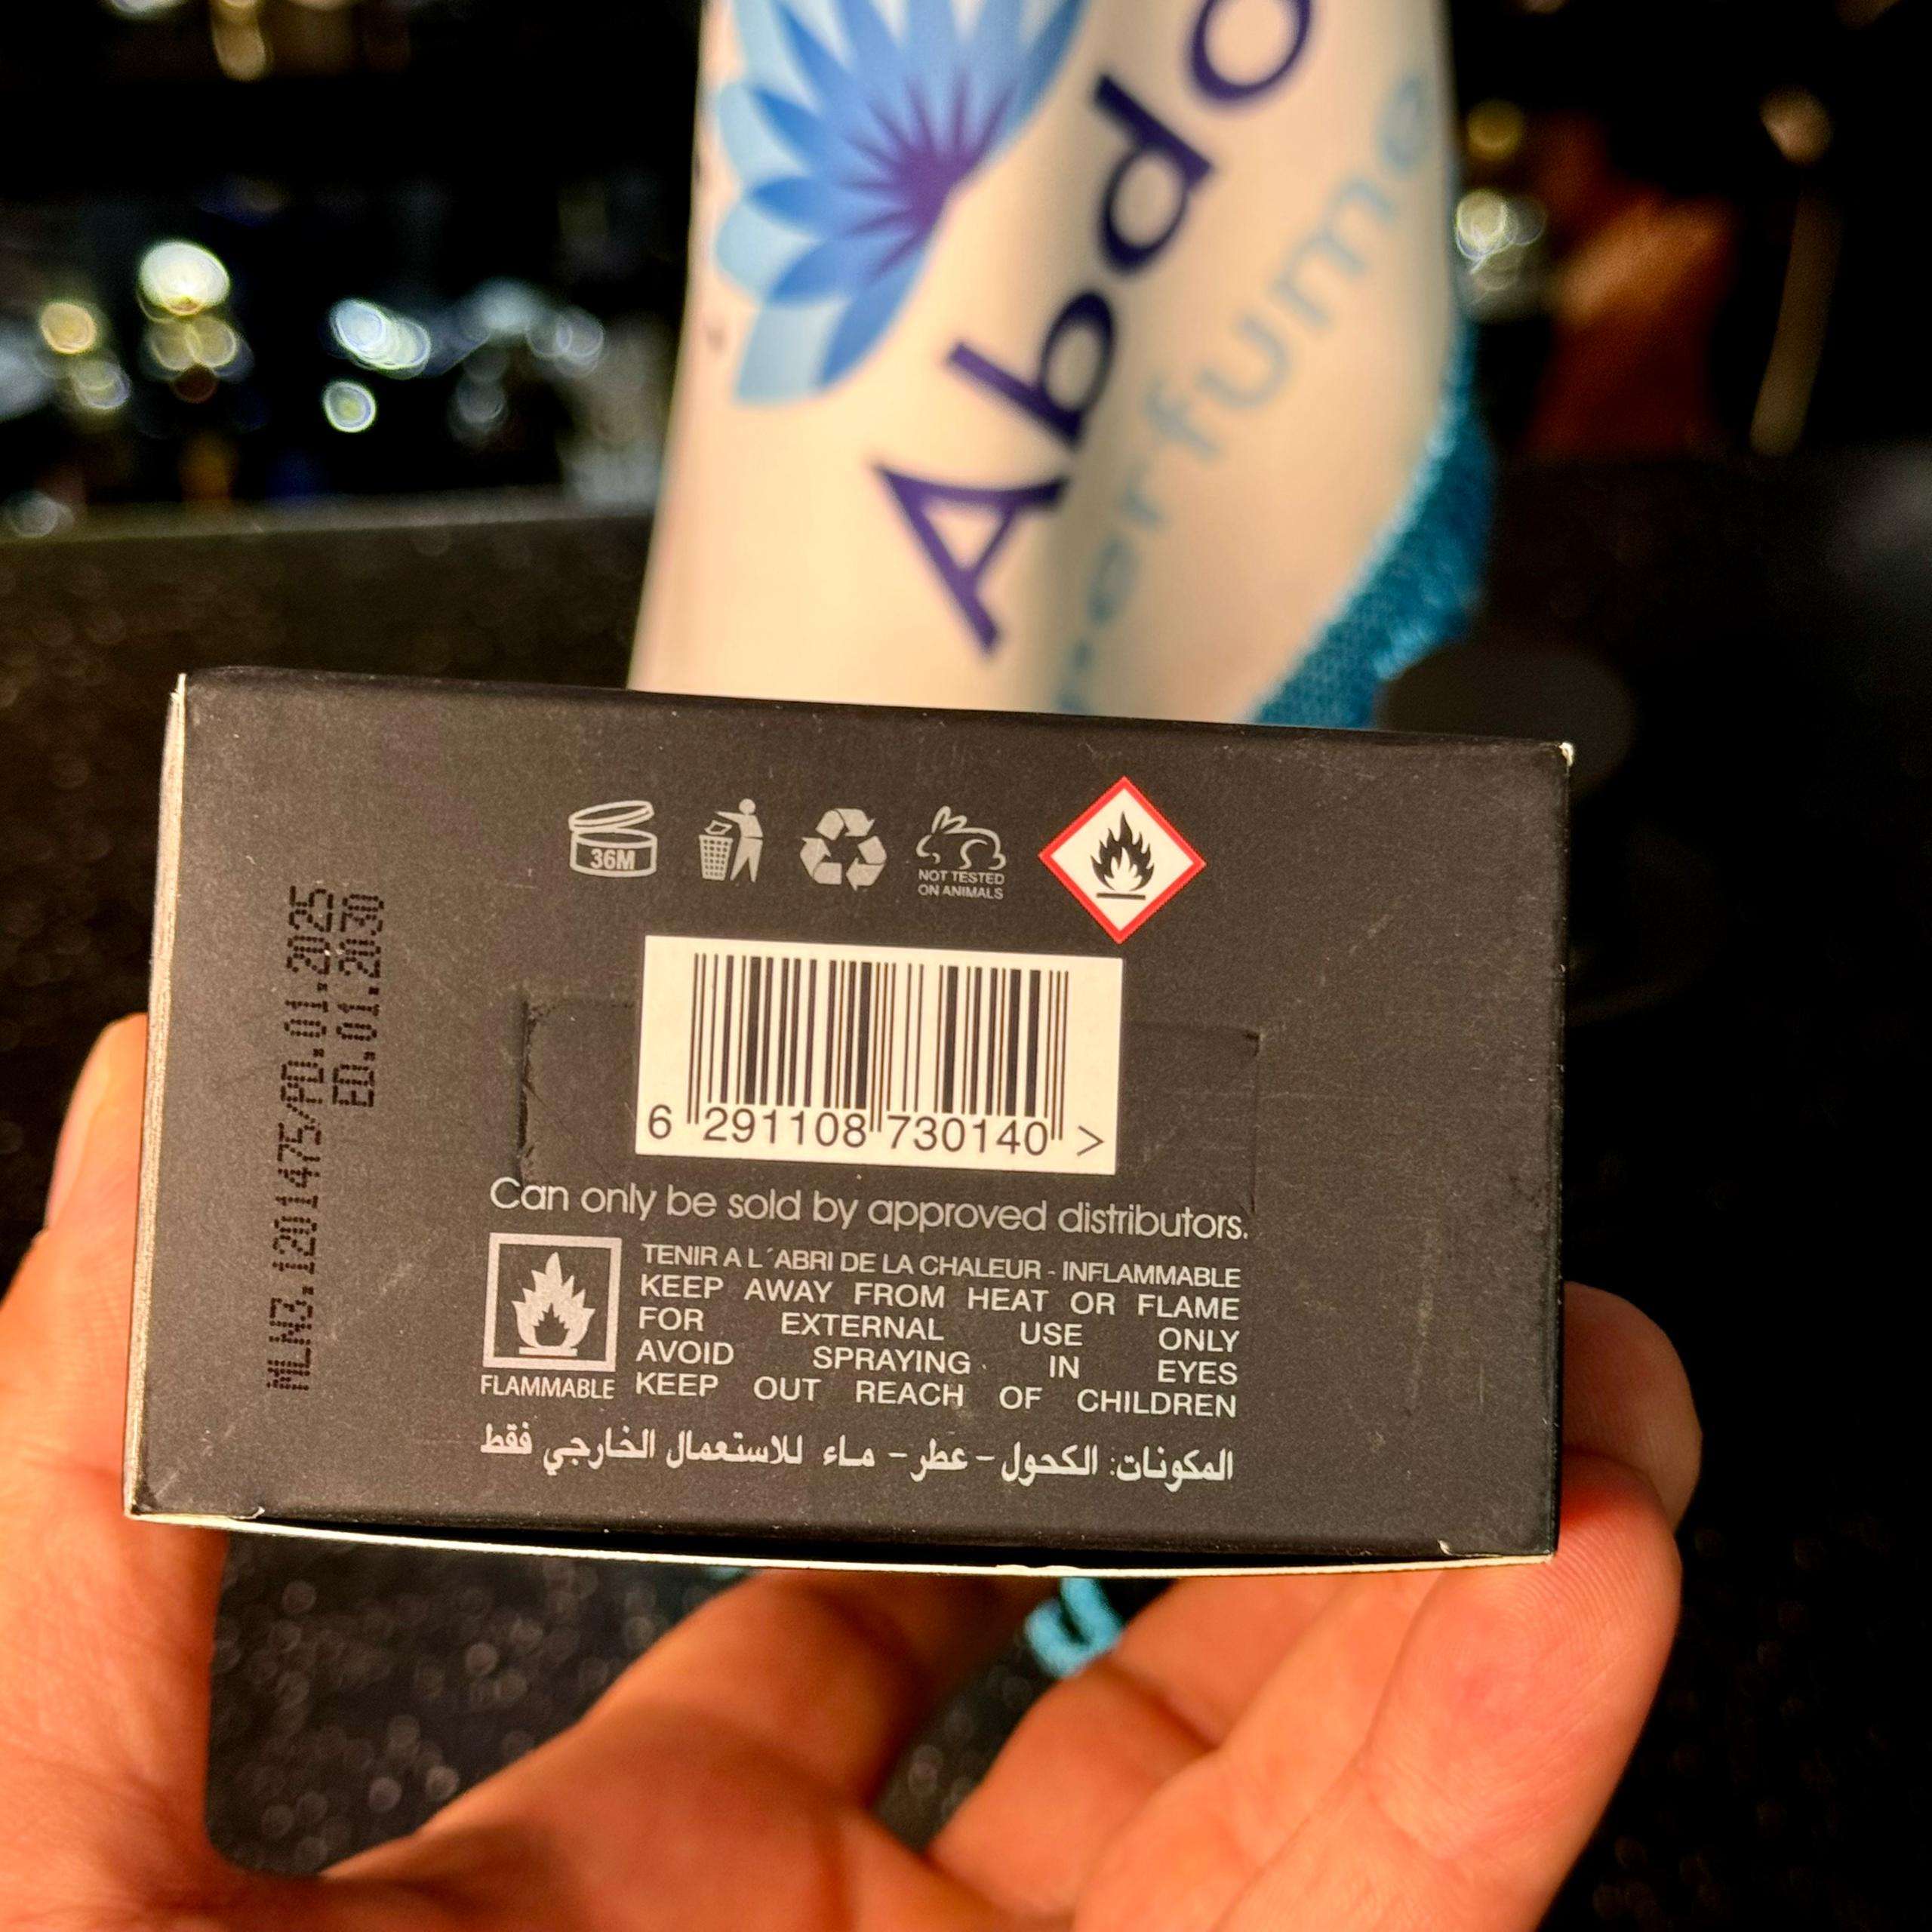 Abdo
erfume
36M
NOT TESTED
ON ANIMALS
MLN3.1201475/PD.01.2025
ED.01.2030
6 291108 730140 >
Can only be sold by approved distributors.
TENIR A L ´ABRI DE LA CHALEUR - INFLAMMABLE
KEEP AWAY FROM HEAT OR FLAME
FOR EXTERNAL USE ONLY
AVOID SPRAYING IN EYES
KEEP OUT REACH OF CHILDREN
FLAMMABLE
المكونات: الكحول - عطر - ماء للاستعمال الخارجي فقط